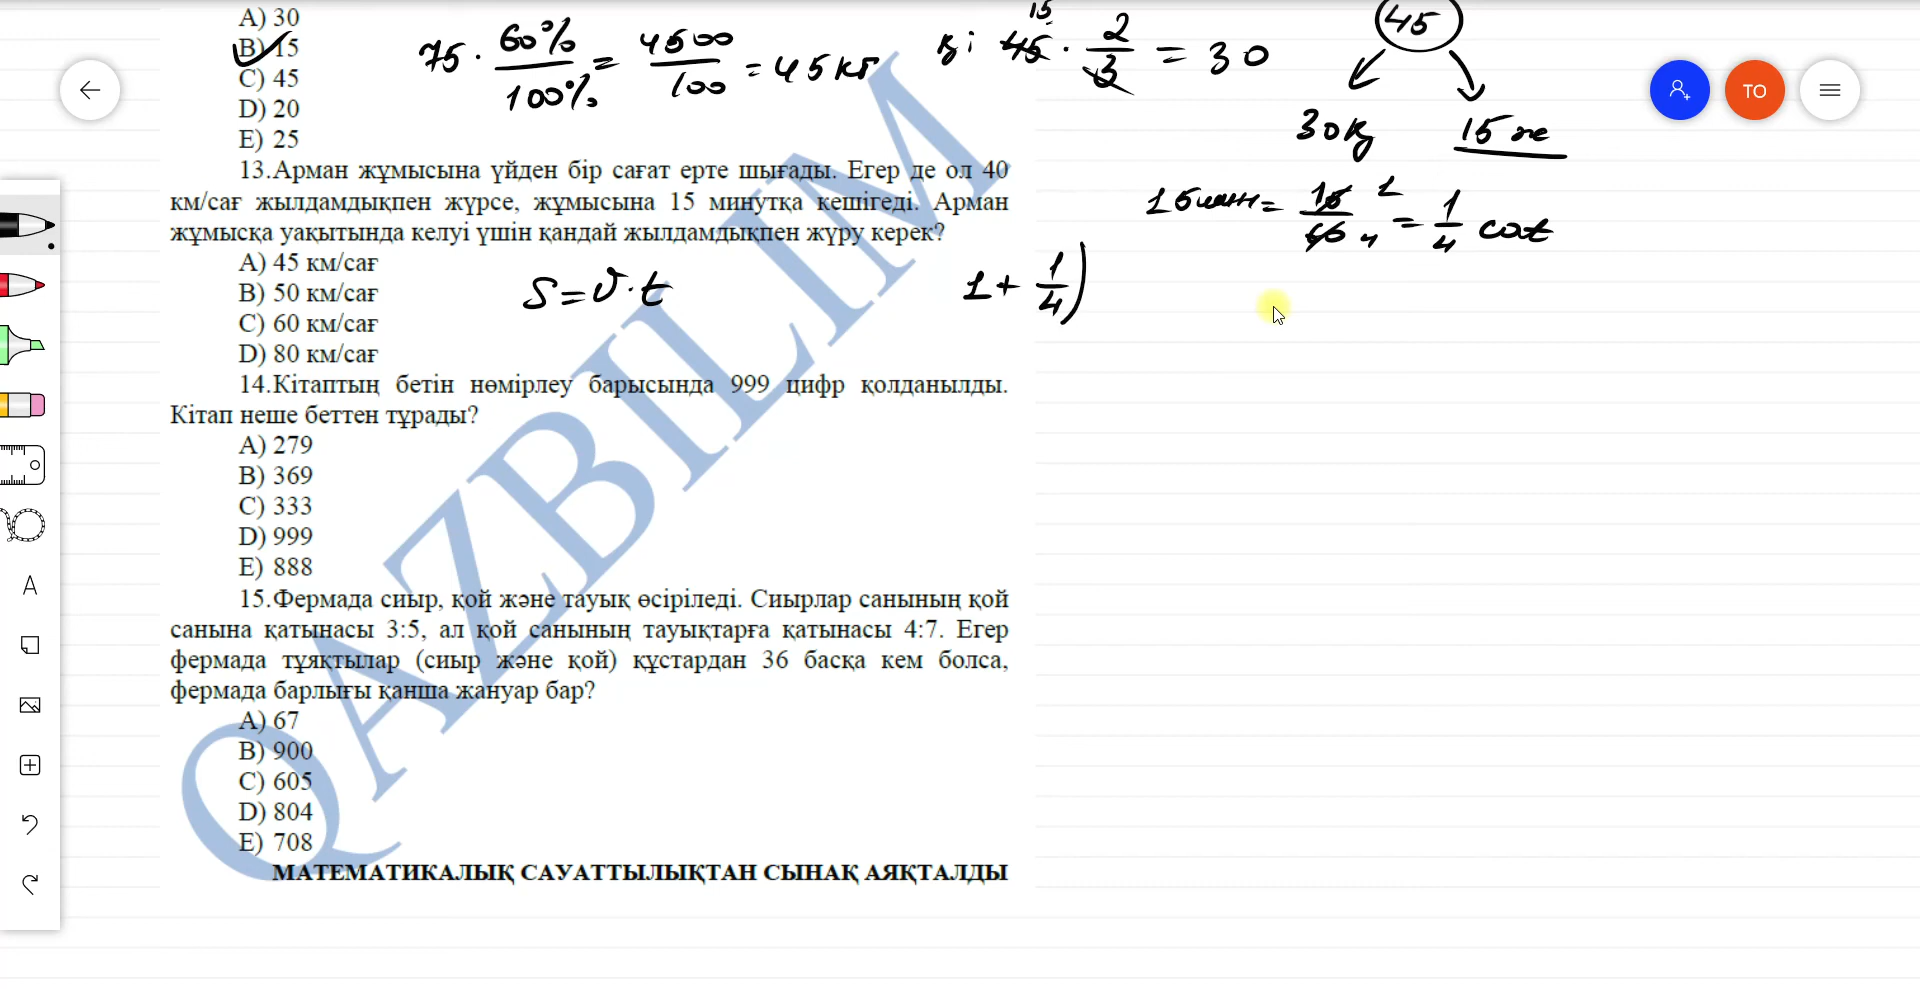 A) 30
B) 15
C) 45
D) 20
E) 25
75 · 60%/100% = 4500/100 = 45 кг
қ: 45 · 2/3 = 30
15
45
30 қ 15 же
13.Арман жұмысына үйден бір сағат ерте шығады. Егер де ол 40
км/сағ жылдамдықпен жүрсе, жұмысына 15 минутқа кешігеді. Арман
жұмысқа уақытында келуі үшін қандай жылдамдықпен жүру керек?
15 мин = 15/60 = 1/4 сағ
1
4
A) 45 км/сағ
B) 50 км/сағ
C) 60 км/сағ
D) 80 км/сағ
S = υ · t
1 + 1/4)
14.Кітаптың бетін нөмірлеу барысында 999 цифр қолданылды.
Кітап неше беттен тұрады?
A) 279
B) 369
C) 333
D) 999
E) 888
15.Фермада сиыр, қой және тауық өсіріледі. Сиырлар санының қой
санына қатынасы 3:5, ал қой санының тауықтарға қатынасы 4:7. Егер
фермада тұяқтылар (сиыр және қой) құстардан 36 басқа кем болса,
фермада барлығы қанша жануар бар?
A) 67
B) 900
C) 605
D) 804
E) 708
МАТЕМАТИКАЛЫҚ САУАТТЫЛЫҚТАН СЫНАҚ АЯҚТАЛДЫ
QAZBILIM
TO
A